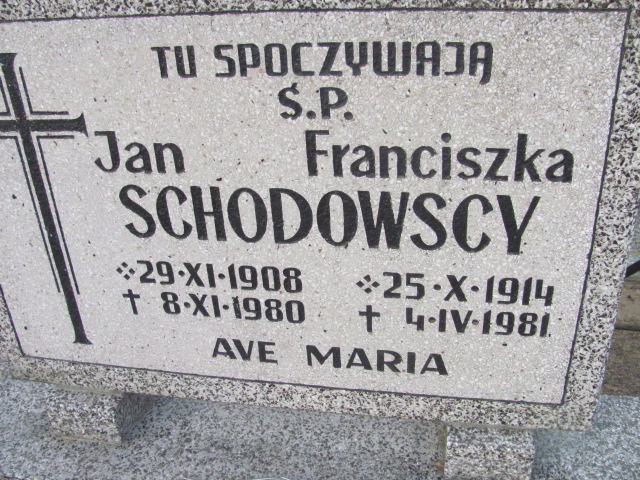 TU SPOCZYWAJĄ
Ś.P.
Jan Franciszka
SCHODOWSCY
29·XI·1908 25·X·1914
† 8·XI·1980 † 4·IV·1981
AVE MARIA